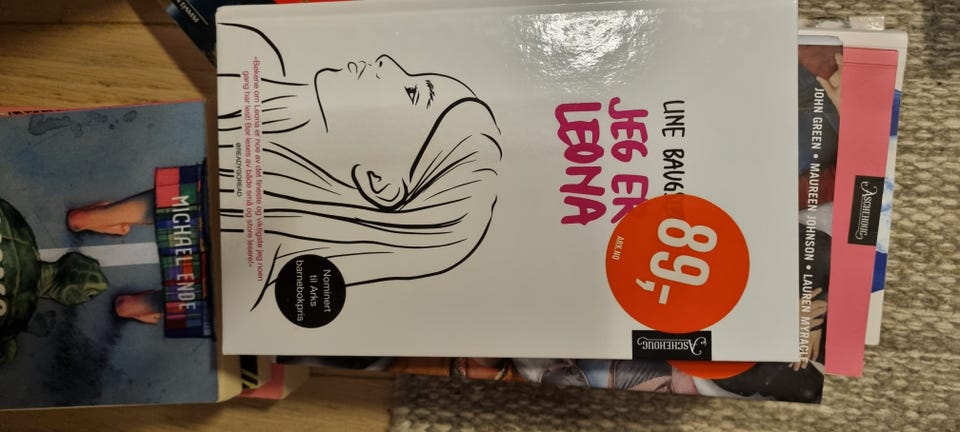 LINE BAUG
JEG ER
LEONA
89,-
ARK.NO
ASCHEHOUG
Nominert
til Arks
barnebokpris
«Bøkene om Leona er noe av det fineste og viktigste jeg noen
gang har lest! Bør leses av både små og store lesere!»
@READYGOREAD
MICHAEL ENDE
JOHN GREEN • MAUREEN JOHNSON • LAUREN MYRACLE
ASCHEHOUG